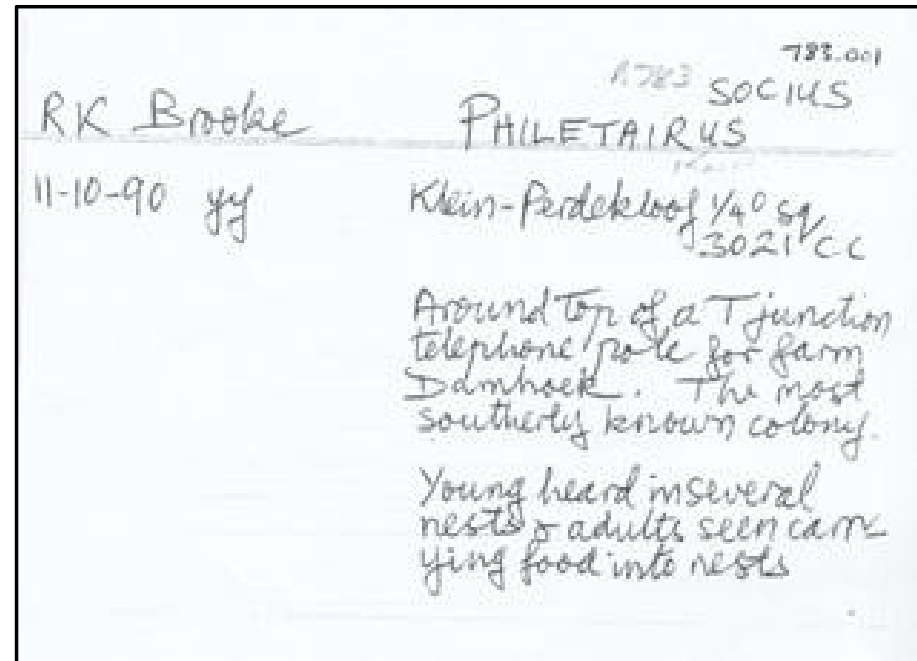 783.001
R783 SOCIUS
RK Brooke PHILETAIRUS
11-10-90 yy Klein-Perdekloof 1/4° sq
3021 CC
Around top of a T junction
telephone pole for farm
Damhoek. The most
southerly known colony.
Young heard in several
nests & adults seen carr
ying food into nests